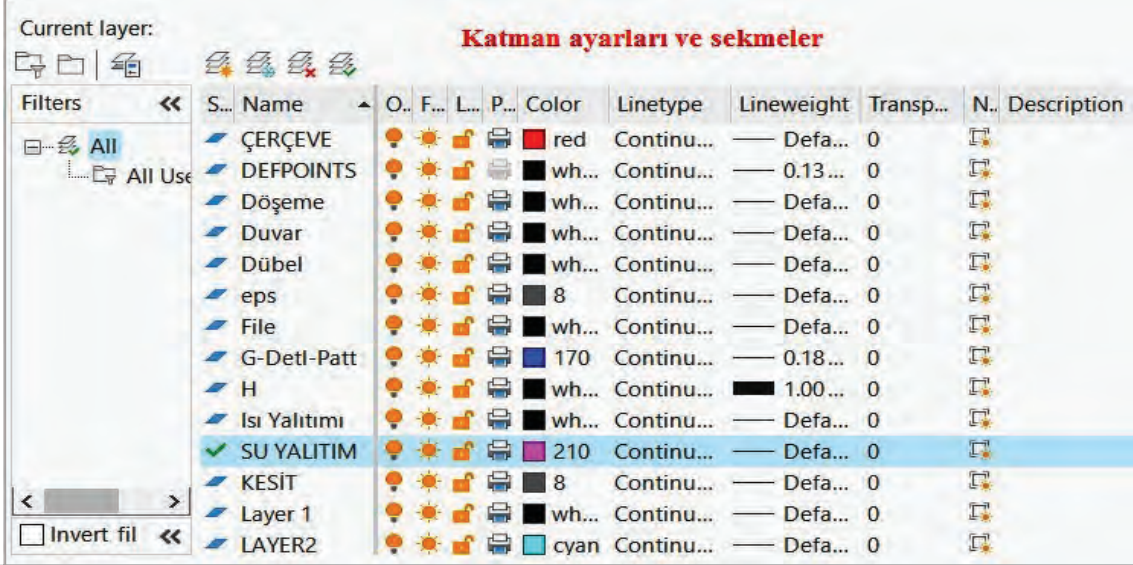 Current layer:
Katman ayarları ve sekmeler
Filters « S... Name O.. F... L... P... Color Linetype Lineweight Transp... N.. Description
All
All Use
ÇERÇEVE red Continu... Defa... 0
DEFPOINTS wh... Continu... 0.13... 0
Döşeme wh... Continu... Defa... 0
Duvar wh... Continu... Defa... 0
Dübel wh... Continu... Defa... 0
eps 8 Continu... Defa... 0
File wh... Continu... Defa... 0
G-Detl-Patt 170 Continu... 0.18... 0
H wh... Continu... 1.00... 0
Isı Yalıtımı wh... Continu... Defa... 0
SU YALITIM 210 Continu... Defa... 0
KESİT 8 Continu... Defa... 0
Layer 1 wh... Continu... Defa... 0
LAYER2 cyan Continu... Defa... 0
Invert fil «